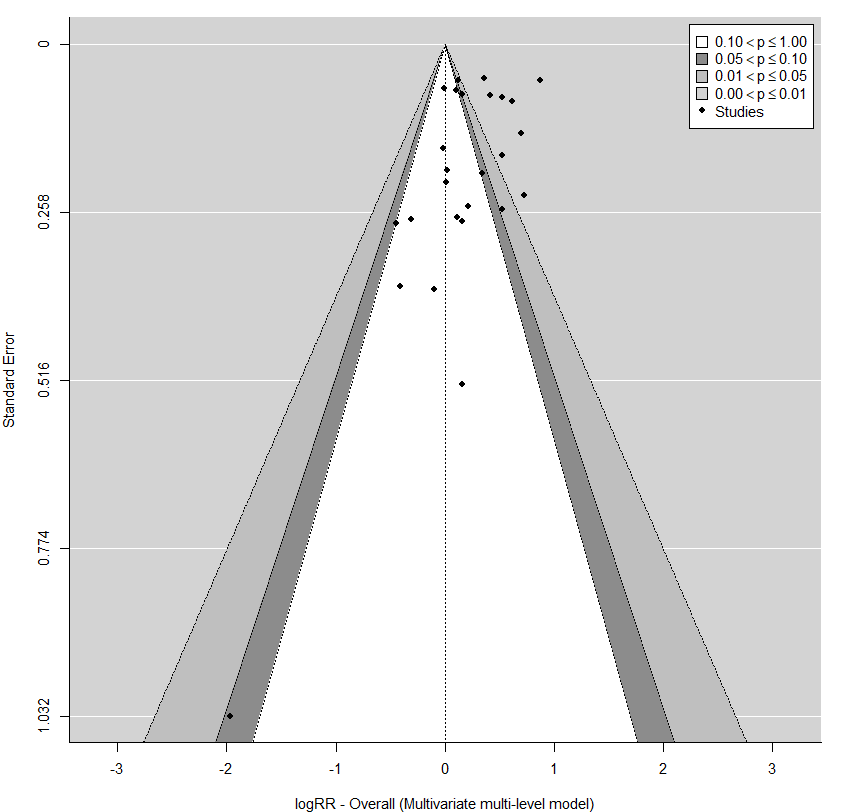 0.10 < p ≤ 1.00
0.05 < p ≤ 0.10
0.01 < p ≤ 0.05
0.00 < p ≤ 0.01
Studies
Standard Error
0
0.258
0.516
0.774
1.032
-3 -2 -1 0 1 2 3
logRR - Overall (Multivariate multi-level model)